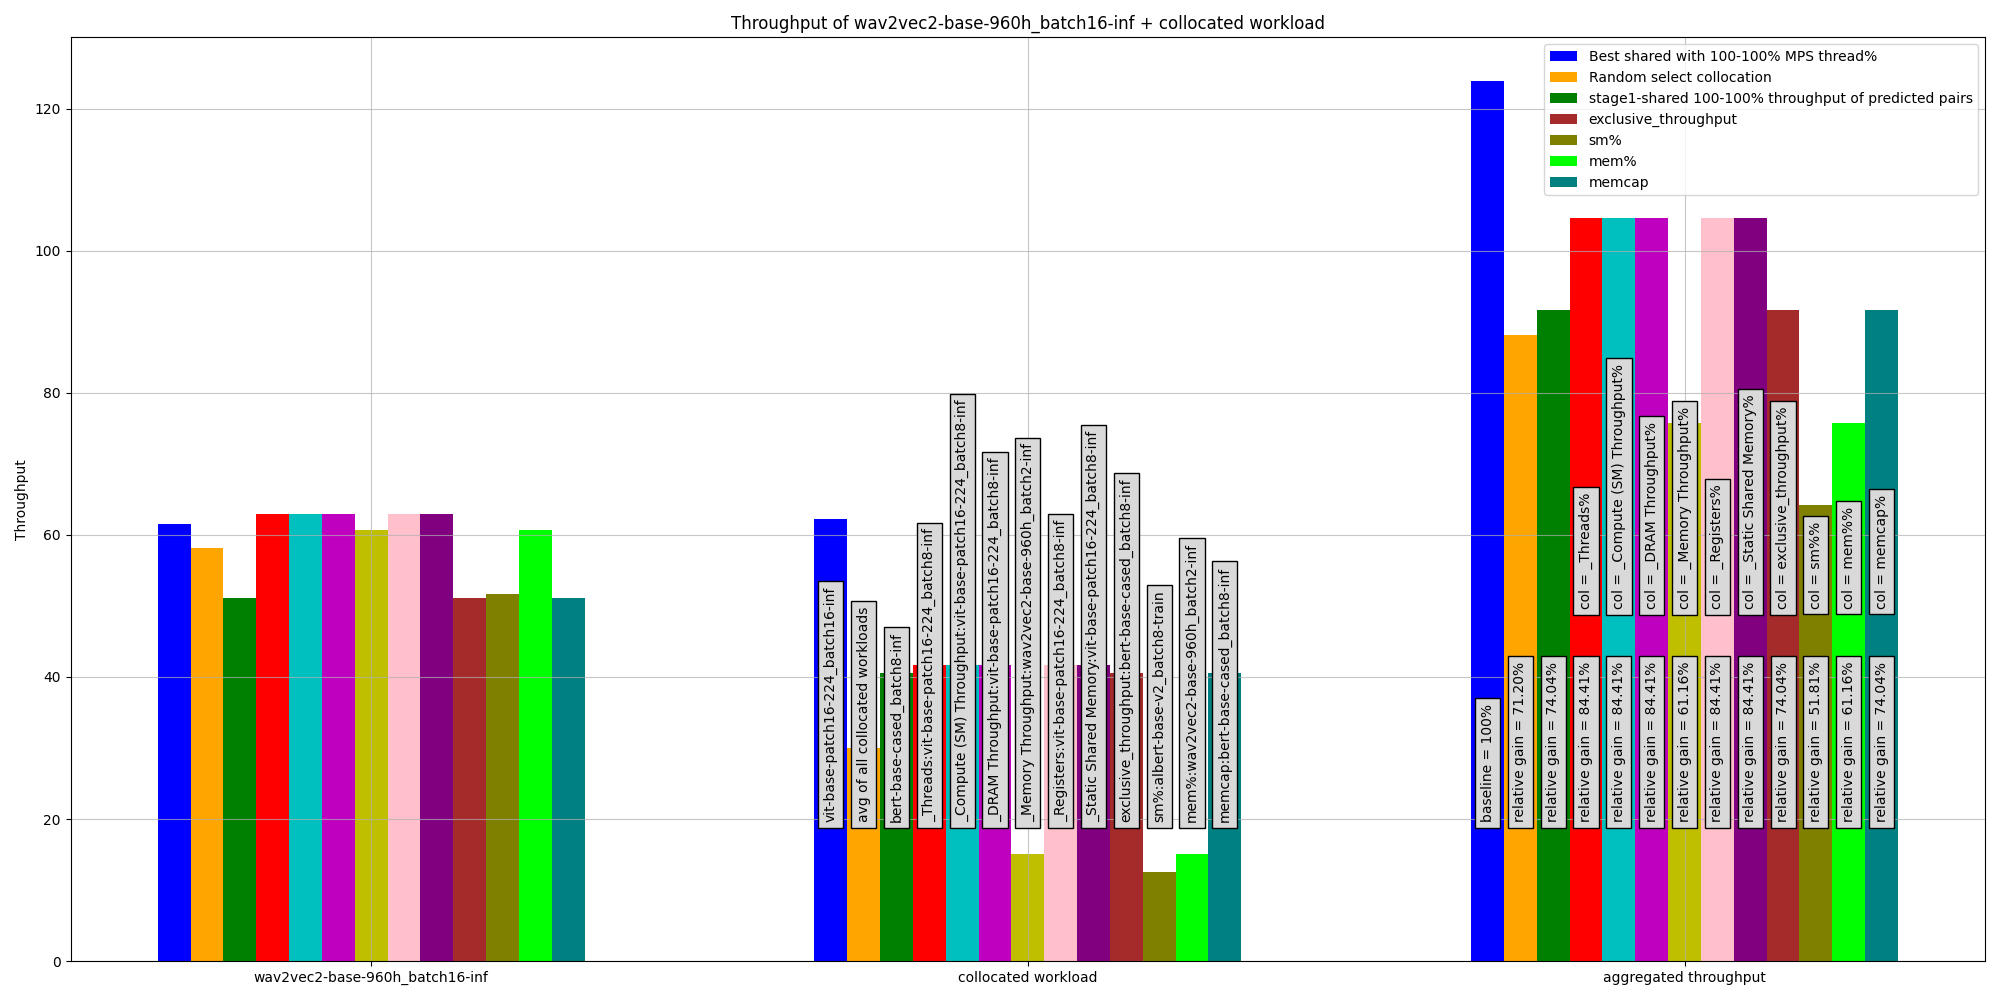 Throughput of wav2vec2-base-960h_batch16-inf + collocated workload
Best shared with 100-100% MPS thread%
Random select collocation
stage1-shared 100-100% throughput of predicted pairs
exclusive_throughput
sm%
mem%
memcap
Throughput
120
100
80
60
40
20
0
vit-base-patch16-224_batch16-inf
avg of all collocated workloads
bert-base-cased_batch8-inf
_Threads:vit-base-patch16-224_batch8-inf
_Compute (SM) Throughput:vit-base-patch16-224_batch8-inf
_DRAM Throughput:vit-base-patch16-224_batch8-inf
_Memory Throughput:wav2vec2-base-960h_batch2-inf
_Registers:vit-base-patch16-224_batch8-inf
_Static Shared Memory:vit-base-patch16-224_batch8-inf
exclusive_throughput:bert-base-cased_batch8-inf
sm%:albert-base-v2_batch8-train
mem%:wav2vec2-base-960h_batch2-inf
memcap:bert-base-cased_batch8-inf
col = _Threads%
col = _Compute (SM) Throughput%
col = _DRAM Throughput%
col = _Memory Throughput%
col = _Registers%
col = _Static Shared Memory%
col = exclusive_throughput%
col = sm%%
col = mem%%
col = memcap%
baseline = 100%
relative gain = 71.20%
relative gain = 74.04%
relative gain = 84.41%
relative gain = 84.41%
relative gain = 84.41%
relative gain = 61.16%
relative gain = 84.41%
relative gain = 84.41%
relative gain = 74.04%
relative gain = 51.81%
relative gain = 61.16%
relative gain = 74.04%
wav2vec2-base-960h_batch16-inf
collocated workload
aggregated throughput